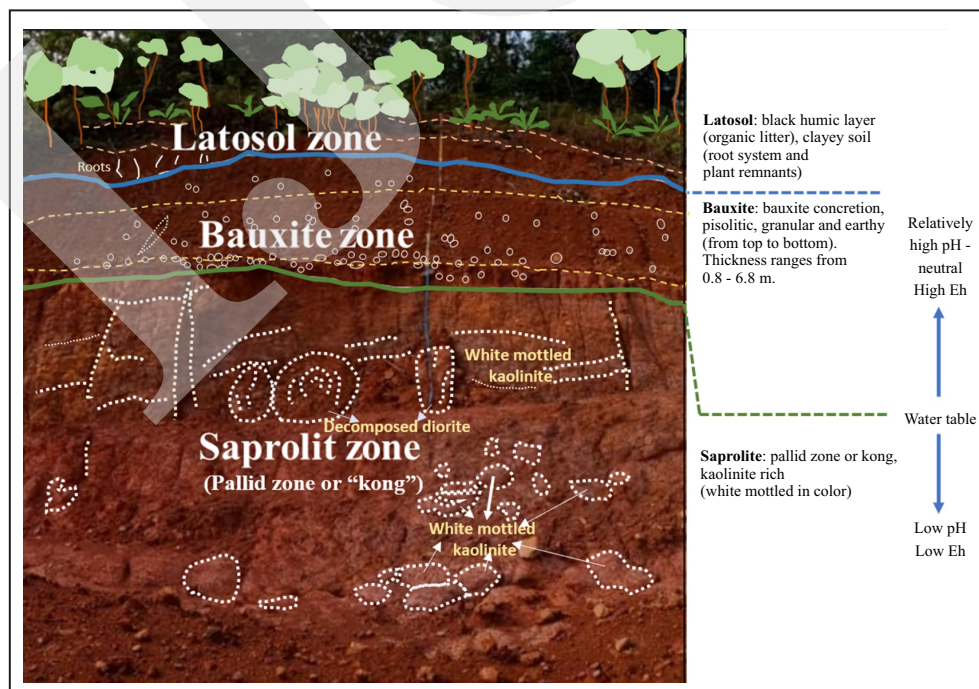 Latosol zone
Roots
Bauxite zone
White mottled
kaolinite
Decomposed diorite
Saprolit zone
(Pallid zone or “kong”)
White mottled
kaolinite
Latosol: black humic layer
(organic litter), clayey soil
(root system and
plant remnants)
Bauxite: bauxite concretion,
pisolitic, granular and earthy
(from top to bottom).
Thickness ranges from
0.8 - 6.8 m.
Relatively
high pH -
neutral
High Eh
Water table
Saprolite: pallid zone or kong,
kaolinite rich
(white mottled in color)
Low pH
Low Eh